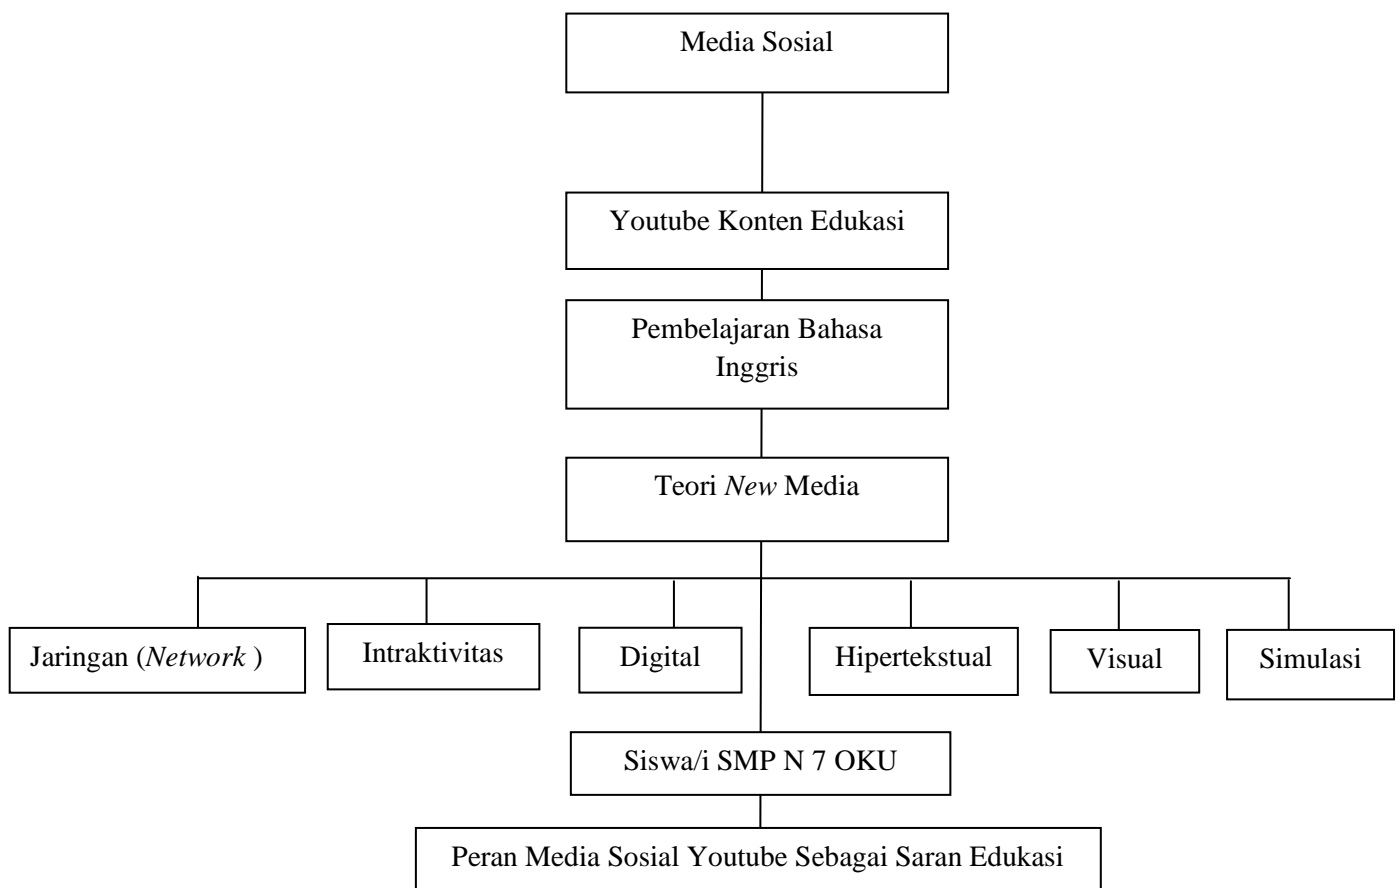 Media Sosial
Youtube Konten Edukasi
Pembelajaran Bahasa
Inggris
Teori New Media
Jaringan (Network )
Intraktivitas
Digital
Hipertekstual
Visual
Simulasi
Siswa/i SMP N 7 OKU
Peran Media Sosial Youtube Sebagai Saran Edukasi